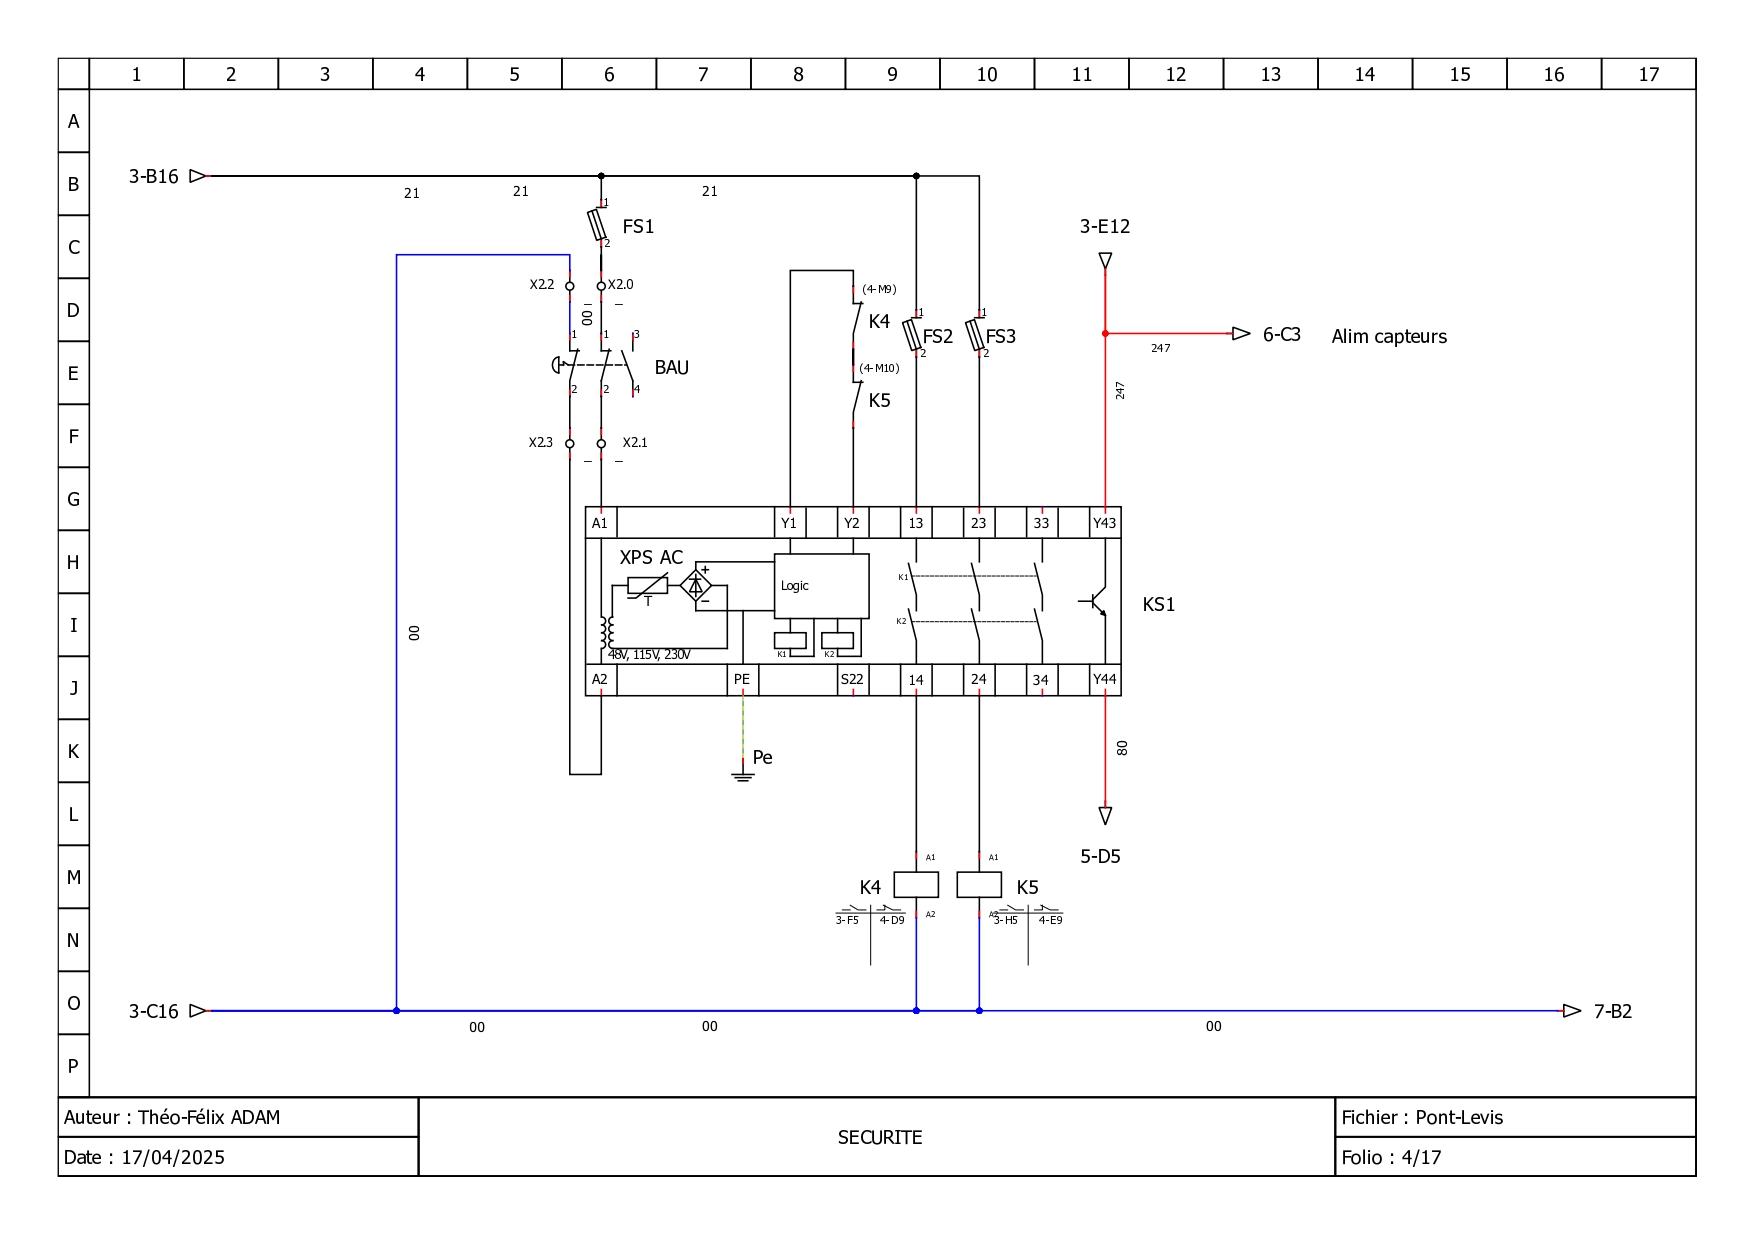 1 2 3 4 5 6 7 8 9 10 11 12 13 14 15 16 17
A
B
C
D
E
F
G
H
I
J
K
L
M
N
O
P
3-B16
21
21
21
1
FS1
2
3-E12
X2.2
X2.0
00
_
_
(4-M9)
K4
1
FS2
2
1
FS3
2
6-C3
Alim capteurs
247
247
1
1
3
BAU
2
2
4
(4-M10)
K5
X2.3
X2.1
_
_
A1
Y1
Y2
13
23
33
Y43
XPS AC
+
-
T
Logic
K1
K2
48V, 115V, 230V
K1
K2
KS1
00
A2
PE
S22
14
24
34
Y44
80
Pe
5-D5
A1
A1
K4
K5
A2
A2
3-F5
4-D9
3-H5
4-E9
3-C16
00
00
00
7-B2
Auteur : Théo-Félix ADAM
Date : 17/04/2025
SECURITE
Fichier : Pont-Levis
Folio : 4/17